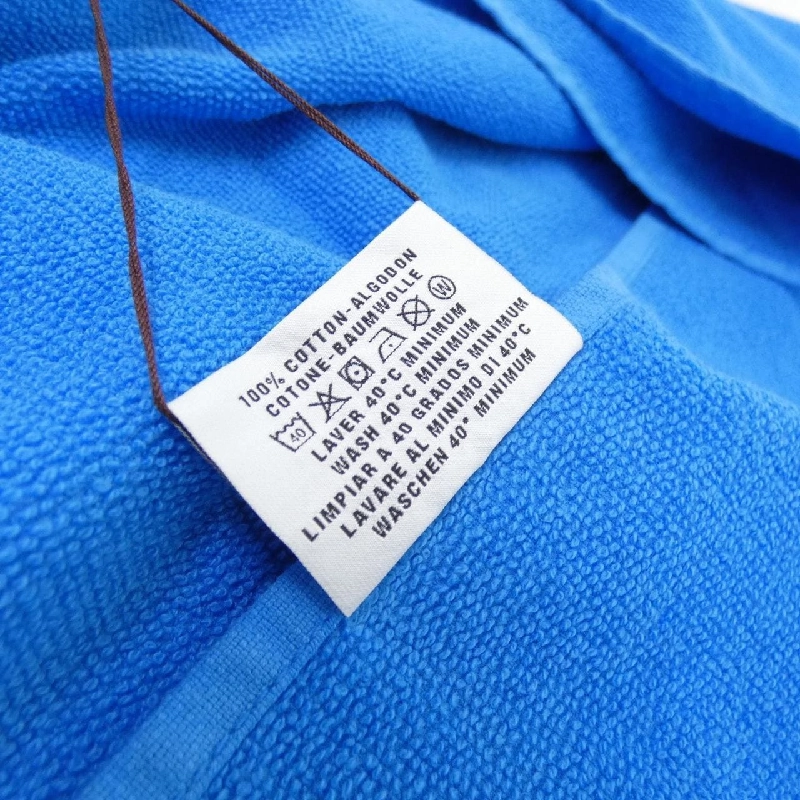 100% COTTON-ALGODON
COTONE-BAUMWOLLE
40 W
LAVER 40°C MINIMUM
WASH 40°C MINIMUM
LIMPIAR A 40 GRADOS MINIMUM
LAVARE AL MINIMO DI 40°C
WASCHEN 40° MINIMUM